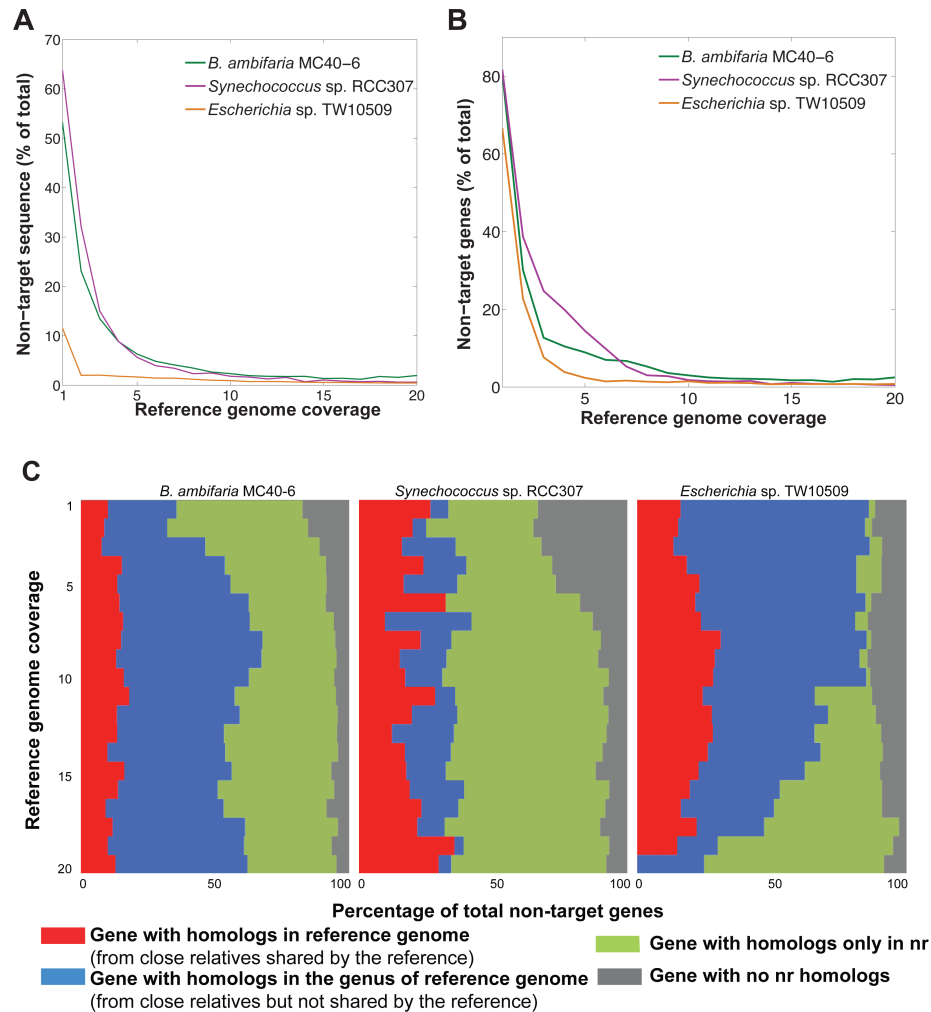 A
70
60
50
40
30
20
10
0
1
5
10
15
20
Non−target sequence (% of total)
Reference genome coverage
B. ambifaria MC40−6
Synechococcus sp. RCC307
Escherichia sp. TW10509
B
80
60
40
20
0
5
10
15
20
Non−target genes (% of total)
Reference genome coverage
B. ambifaria MC40−6
Synechococcus sp. RCC307
Escherichia sp. TW10509
C
B. ambifaria MC40-6
Synechococcus sp. RCC307
Escherichia sp. TW10509
1
5
10
15
20
Reference genome coverage
0 50 100
0 50 100
0 50 100
Percentage of total non-target genes
Gene with homologs in reference genome
(from close relatives shared by the reference)
Gene with homologs in the genus of reference genome
(from close relatives but not shared by the reference)
Gene with homologs only in nr
Gene with no nr homologs